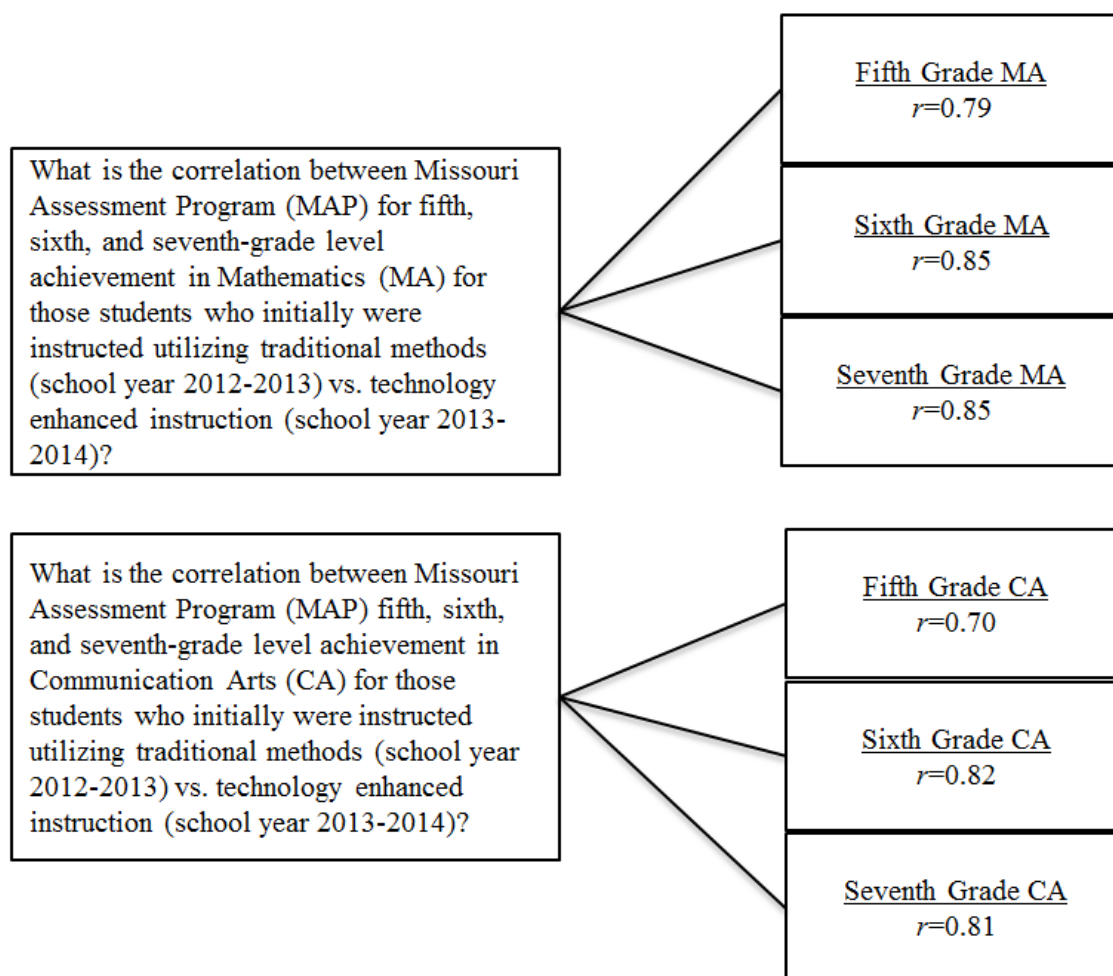 What is the correlation between Missouri
Assessment Program (MAP) for fifth,
sixth, and seventh-grade level
achievement in Mathematics (MA) for
those students who initially were
instructed utilizing traditional methods
(school year 2012-2013) vs. technology
enhanced instruction (school year 2013-
2014)?
Fifth Grade MA
r=0.79
Sixth Grade MA
r=0.85
Seventh Grade MA
r=0.85
What is the correlation between Missouri
Assessment Program (MAP) fifth, sixth,
and seventh-grade level achievement in
Communication Arts (CA) for those
students who initially were instructed
utilizing traditional methods (school year
2012-2013) vs. technology enhanced
instruction (school year 2013-2014)?
Fifth Grade CA
r=0.70
Sixth Grade CA
r=0.82
Seventh Grade CA
r=0.81